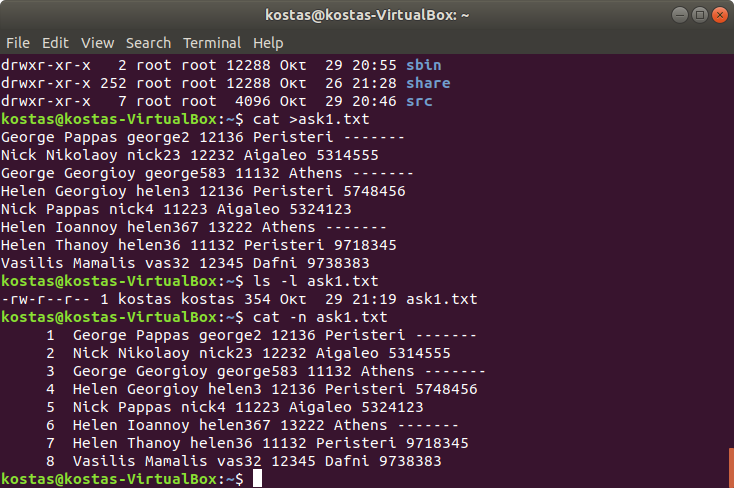 kostas@kostas-VirtualBox: ~
File Edit View Search Terminal Help
drwxr-xr-x   2 root root 12288 Οκτ  29 20:55 sbin
drwxr-xr-x 252 root root 12288 Οκτ  26 21:28 share
drwxr-xr-x   7 root root  4096 Οκτ  29 20:46 src
kostas@kostas-VirtualBox:~$ cat >ask1.txt
George Pappas george2 12136 Peristeri -------
Nick Nikolaoy nick23 12232 Aigaleo 5314555
George Georgioy george583 11132 Athens -------
Helen Georgioy helen3 12136 Peristeri 5748456
Nick Pappas nick4 11223 Aigaleo 5324123
Helen Ioannoy helen367 13222 Athens -------
Helen Thanoy helen36 11132 Peristeri 9718345
Vasilis Mamalis vas32 12345 Dafni 9738383
kostas@kostas-VirtualBox:~$ ls -l ask1.txt
-rw-r--r-- 1 kostas kostas 354 Οκτ  29 21:19 ask1.txt
kostas@kostas-VirtualBox:~$ cat -n ask1.txt
     1  George Pappas george2 12136 Peristeri -------
     2  Nick Nikolaoy nick23 12232 Aigaleo 5314555
     3  George Georgioy george583 11132 Athens -------
     4  Helen Georgioy helen3 12136 Peristeri 5748456
     5  Nick Pappas nick4 11223 Aigaleo 5324123
     6  Helen Ioannoy helen367 13222 Athens -------
     7  Helen Thanoy helen36 11132 Peristeri 9718345
     8  Vasilis Mamalis vas32 12345 Dafni 9738383
kostas@kostas-VirtualBox:~$